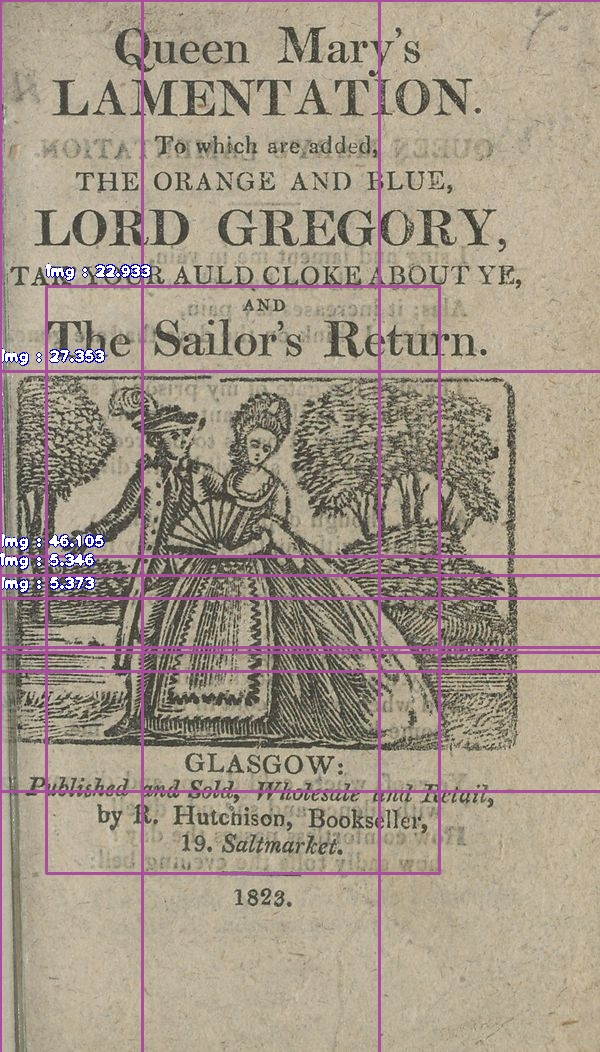 Queen Mary's
LAMENTATION.
To which are added,
THE ORANGE AND BLUE,
LORD GREGORY,
TAK YOUR AULD CLOKE ABOUT YE,
AND
The Sailor's Return.
GLASGOW:
Published and Sold, Wholesale and Retail,
by R. Hutchison, Bookseller,
19. Saltmarket.
1823.
img : 22.933
img : 27.353
img : 46.105
img : 5.346
img : 5.373